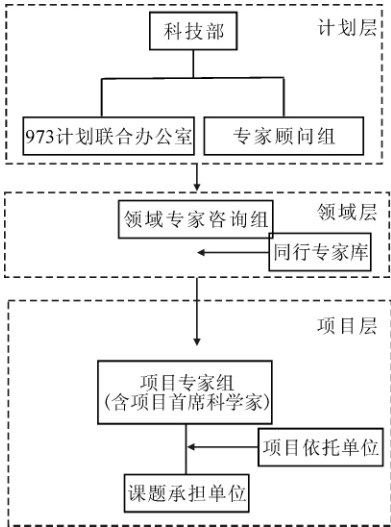 科技部
计划层
973计划联合办公室
专家顾问组
领域专家咨询组
领域层
同行专家库
项目层
项目专家组
(含项目首席科学家)
项目依托单位
课题承担单位